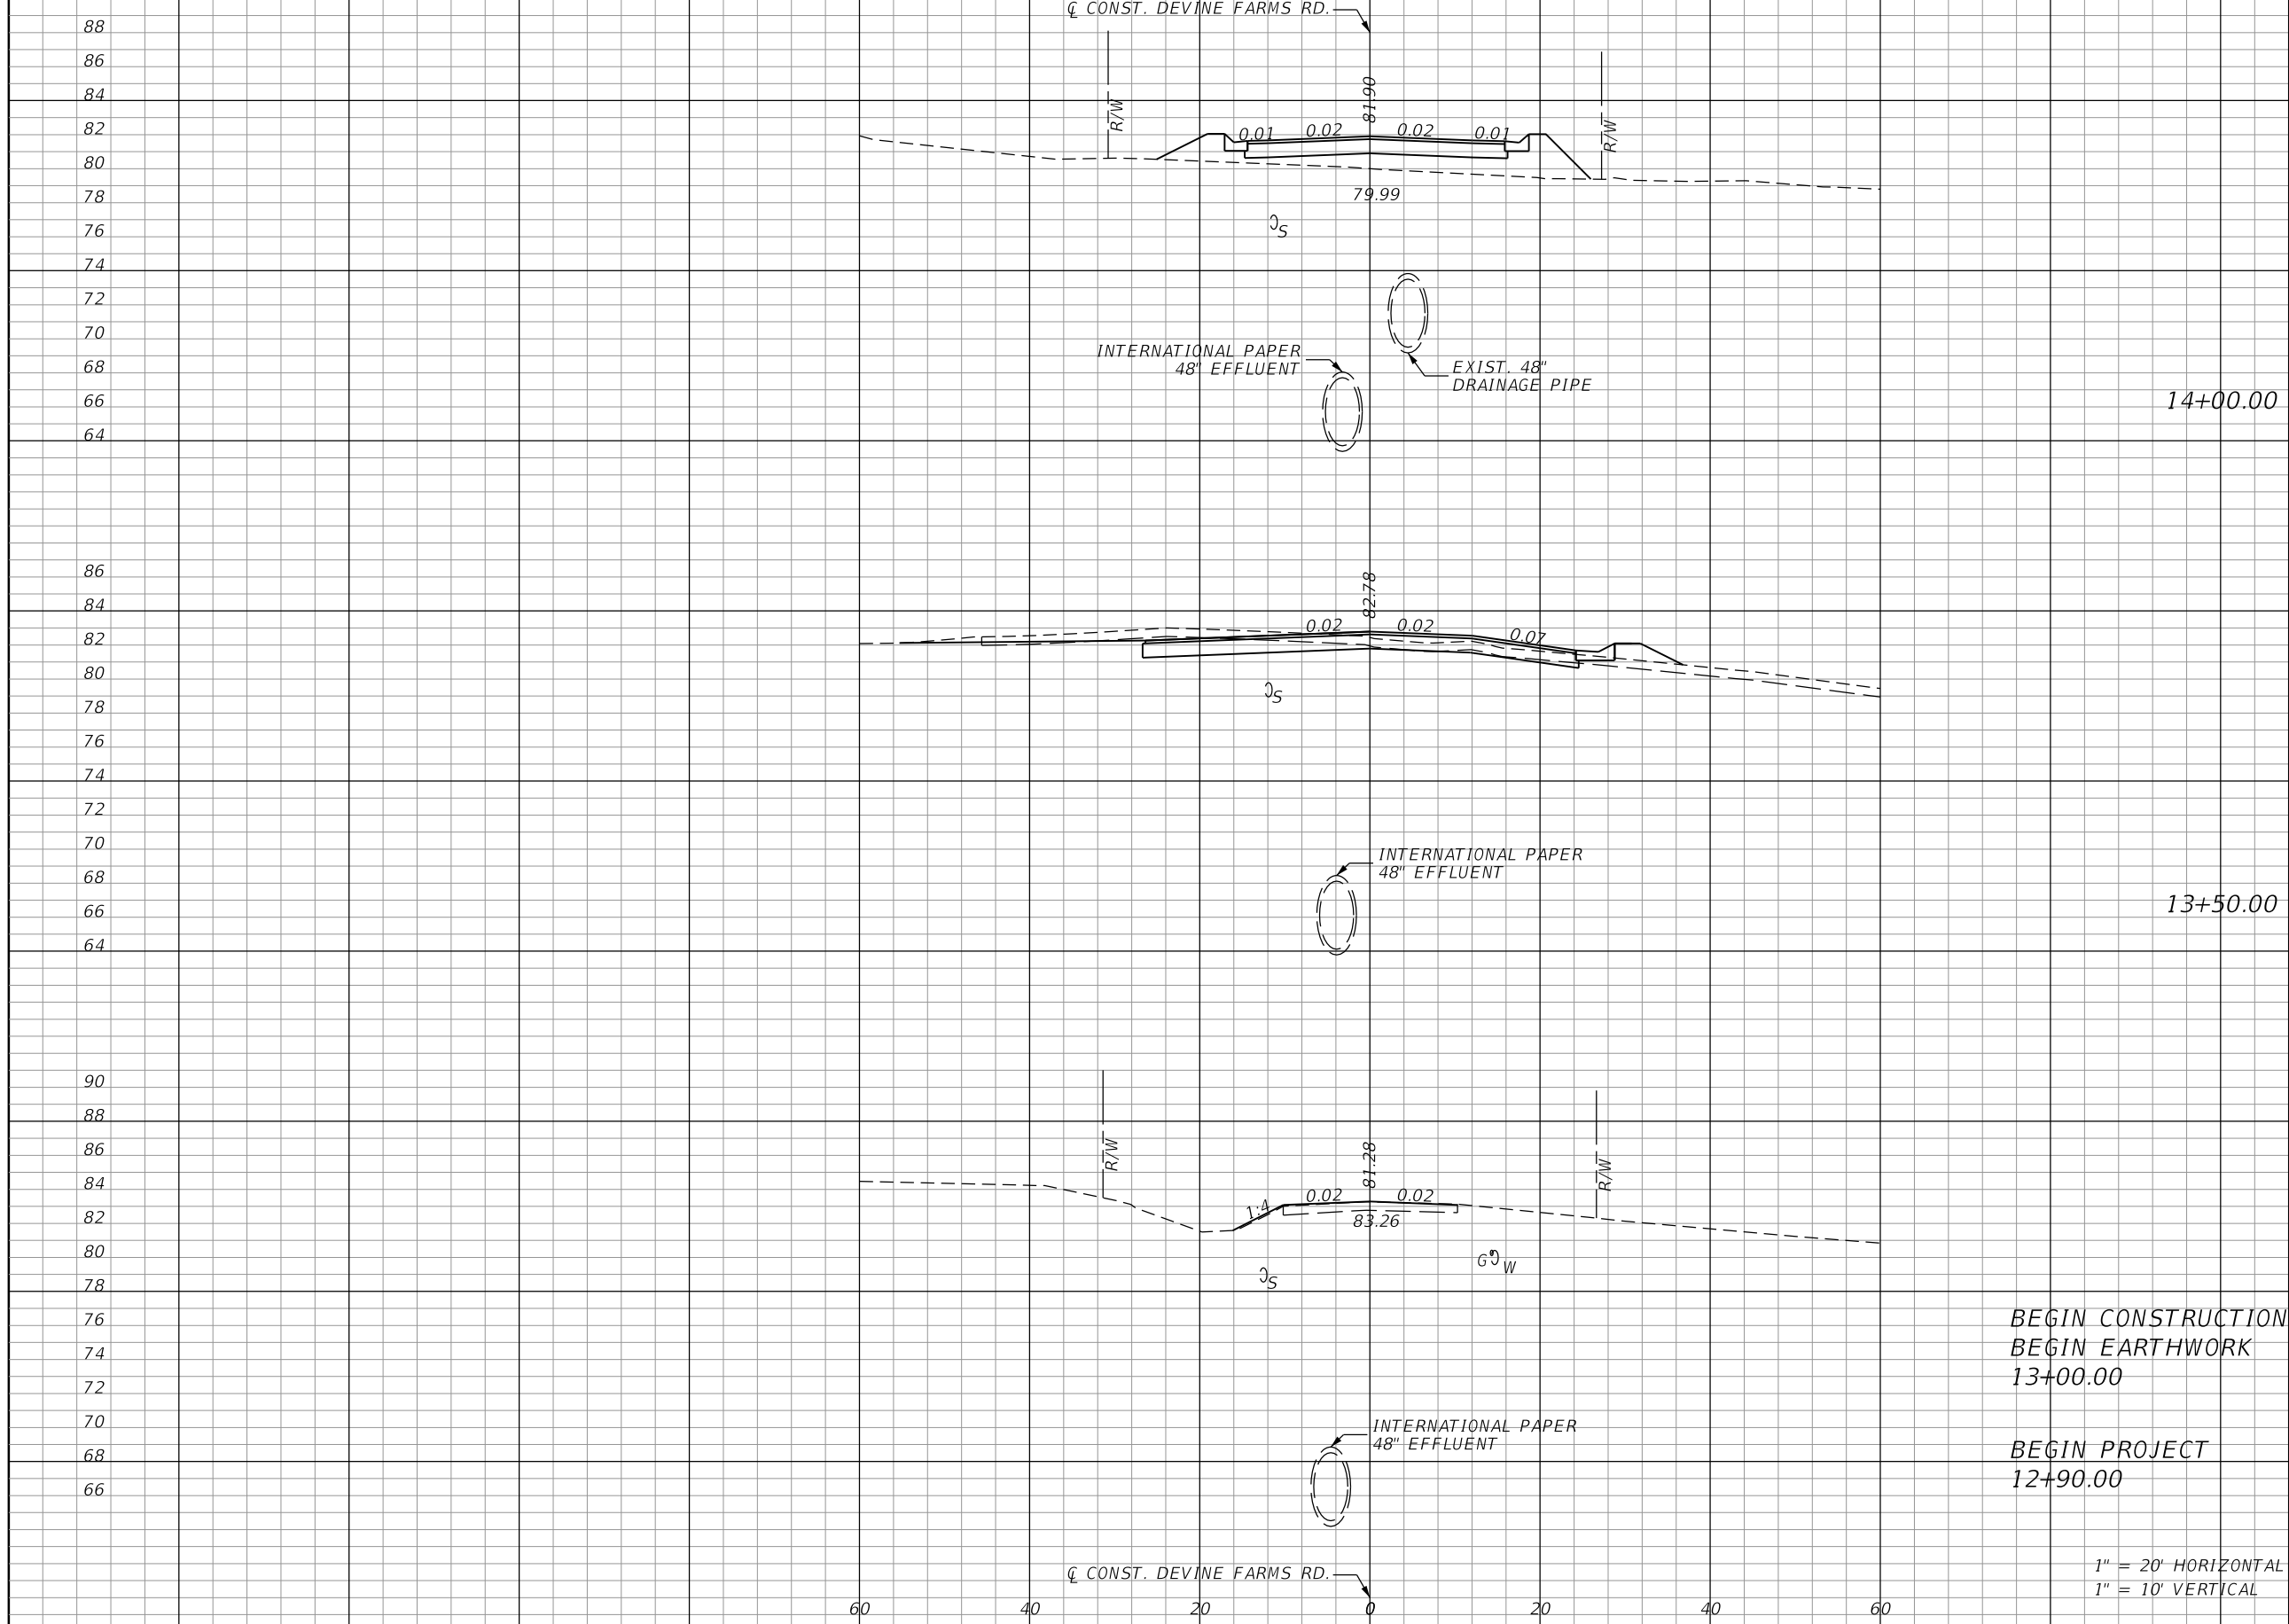 ℄ CONST. DEVINE FARMS RD.
88
86
84
82
80
78
76
74
72
70
68
66
64
R/W
R/W
81.90
0.01
0.02
0.02
0.01
79.99
S
INTERNATIONAL PAPER
48" EFFLUENT
EXIST. 48"
DRAINAGE PIPE
14+00.00
86
84
82
80
78
76
74
72
70
68
66
64
82.78
0.02
0.02
0.07
S
INTERNATIONAL PAPER
48" EFFLUENT
13+50.00
90
88
86
84
82
80
78
76
74
72
70
68
66
R/W
R/W
81.28
1:4
0.02
0.02
83.26
G
W
S
INTERNATIONAL PAPER
48" EFFLUENT
BEGIN CONSTRUCTION
BEGIN EARTHWORK
13+00.00
BEGIN PROJECT
12+90.00
℄ CONST. DEVINE FARMS RD.
1" = 20' HORIZONTAL
1" = 10' VERTICAL
60
40
20
0
20
40
60